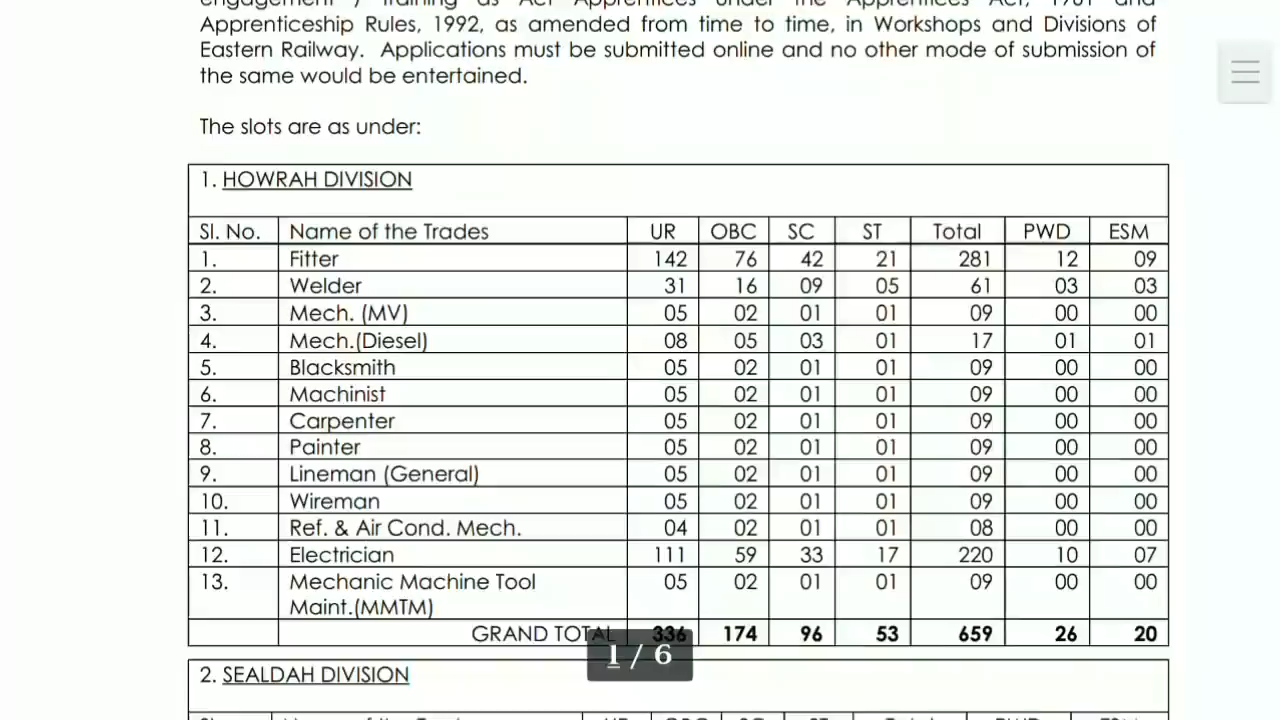 Apprenticeship Rules, 1992, as amended from time to time, in Workshops and Divisions of
Eastern Railway. Applications must be submitted online and no other mode of submission of
the same would be entertained.
The slots are as under:
1. HOWRAH DIVISION
Sl. No. Name of the Trades UR OBC SC ST Total PWD ESM
1. Fitter 142 76 42 21 281 12 09
2. Welder 31 16 09 05 61 03 03
3. Mech. (MV) 05 02 01 01 09 00 00
4. Mech.(Diesel) 08 05 03 01 17 01 01
5. Blacksmith 05 02 01 01 09 00 00
6. Machinist 05 02 01 01 09 00 00
7. Carpenter 05 02 01 01 09 00 00
8. Painter 05 02 01 01 09 00 00
9. Lineman (General) 05 02 01 01 09 00 00
10. Wireman 05 02 01 01 09 00 00
11. Ref. & Air Cond. Mech. 04 02 01 01 08 00 00
12. Electrician 111 59 33 17 220 10 07
13. Mechanic Machine Tool 05 02 01 01 09 00 00
Maint.(MMTM)
GRAND TOTAL 336 174 96 53 659 26 20
1 / 6
2. SEALDAH DIVISION